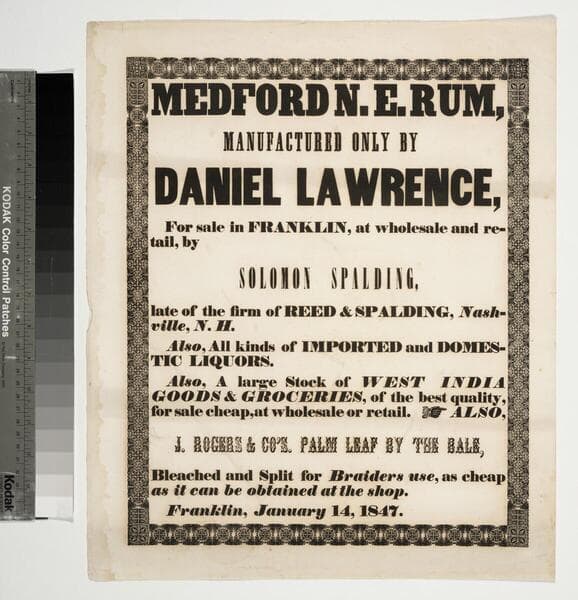 MEDFORD N. E. RUM,
MANUFACTURED ONLY BY
DANIEL LAWRENCE,
For sale in FRANKLIN, at wholesale and re-
tail, by
SOLOMON SPALDING,
late of the firm of REED & SPALDING, Nash-
ville, N. H.
Also, All kinds of IMPORTED and DOMES-
TIC LIQUORS.
Also, A large Stock of WEST INDIA
GOODS & GROCERIES, of the best quality,
for sale cheap, at wholesale or retail. ☞ ALSO,
J. ROGERS & CO'S. PALM LEAF BY THE BALE,
Bleached and Split for Braiders use, as cheap
as it can be obtained at the shop.
Franklin, January 14, 1847.
KODAK Color Control Patches
Kodak